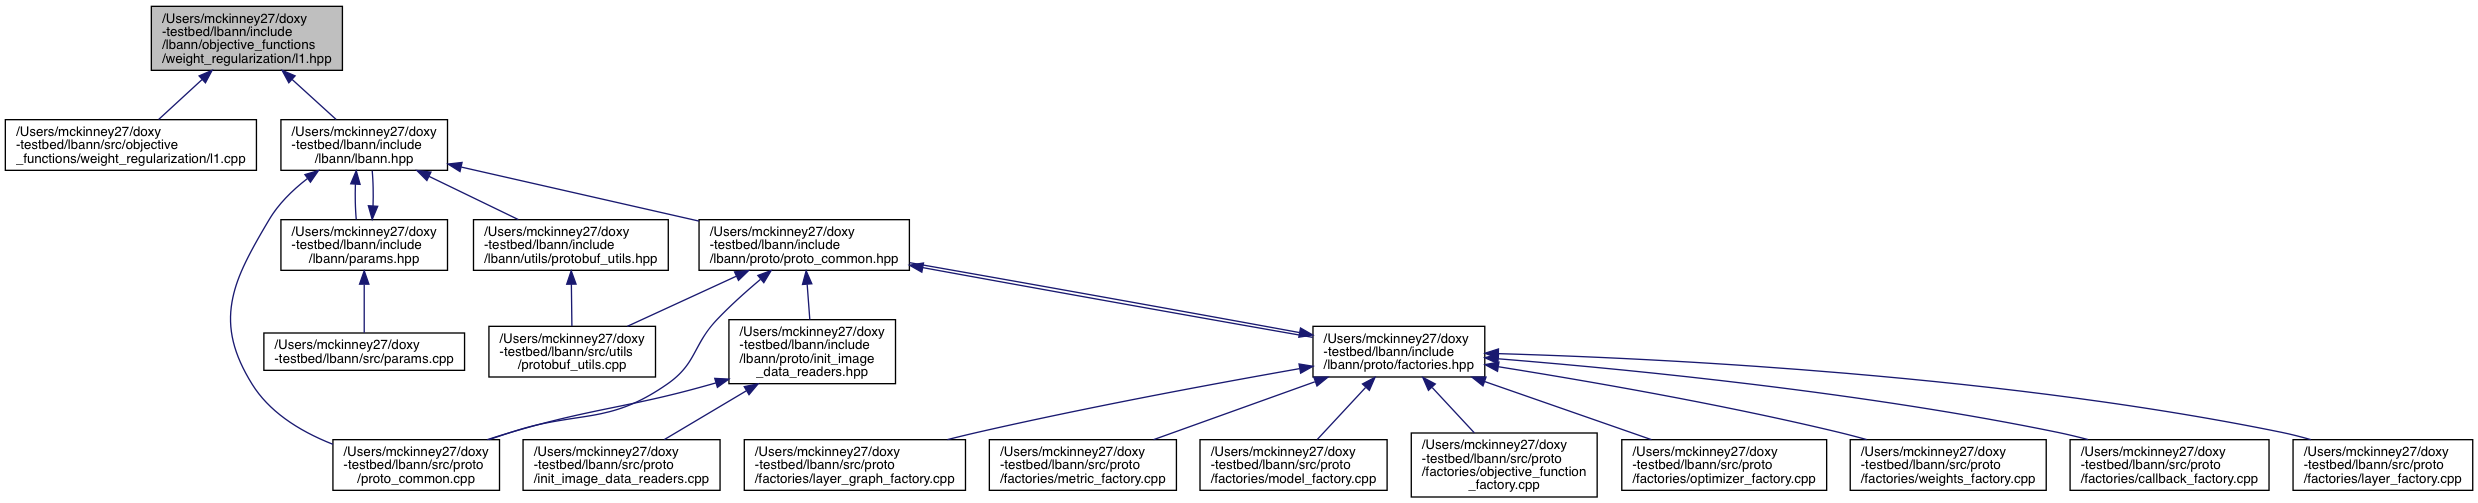 /Users/mckinney27/doxy
-testbed/lbann/include
/lbann/objective_functions
/weight_regularization/l1.hpp
/Users/mckinney27/doxy
-testbed/lbann/src/objective
_functions/weight_regularization/l1.cpp
/Users/mckinney27/doxy
-testbed/lbann/include
/lbann/lbann.hpp
/Users/mckinney27/doxy
-testbed/lbann/include
/lbann/params.hpp
/Users/mckinney27/doxy
-testbed/lbann/include
/lbann/utils/protobuf_utils.hpp
/Users/mckinney27/doxy
-testbed/lbann/include
/lbann/proto/proto_common.hpp
/Users/mckinney27/doxy
-testbed/lbann/src/params.cpp
/Users/mckinney27/doxy
-testbed/lbann/src/utils
/protobuf_utils.cpp
/Users/mckinney27/doxy
-testbed/lbann/include
/lbann/proto/init_image
_data_readers.hpp
/Users/mckinney27/doxy
-testbed/lbann/include
/lbann/proto/factories.hpp
/Users/mckinney27/doxy
-testbed/lbann/src/proto
/proto_common.cpp
/Users/mckinney27/doxy
-testbed/lbann/src/proto
/init_image_data_readers.cpp
/Users/mckinney27/doxy
-testbed/lbann/src/proto
/factories/layer_graph_factory.cpp
/Users/mckinney27/doxy
-testbed/lbann/src/proto
/factories/metric_factory.cpp
/Users/mckinney27/doxy
-testbed/lbann/src/proto
/factories/model_factory.cpp
/Users/mckinney27/doxy
-testbed/lbann/src/proto
/factories/objective_function
_factory.cpp
/Users/mckinney27/doxy
-testbed/lbann/src/proto
/factories/optimizer_factory.cpp
/Users/mckinney27/doxy
-testbed/lbann/src/proto
/factories/weights_factory.cpp
/Users/mckinney27/doxy
-testbed/lbann/src/proto
/factories/callback_factory.cpp
/Users/mckinney27/doxy
-testbed/lbann/src/proto
/factories/layer_factory.cpp